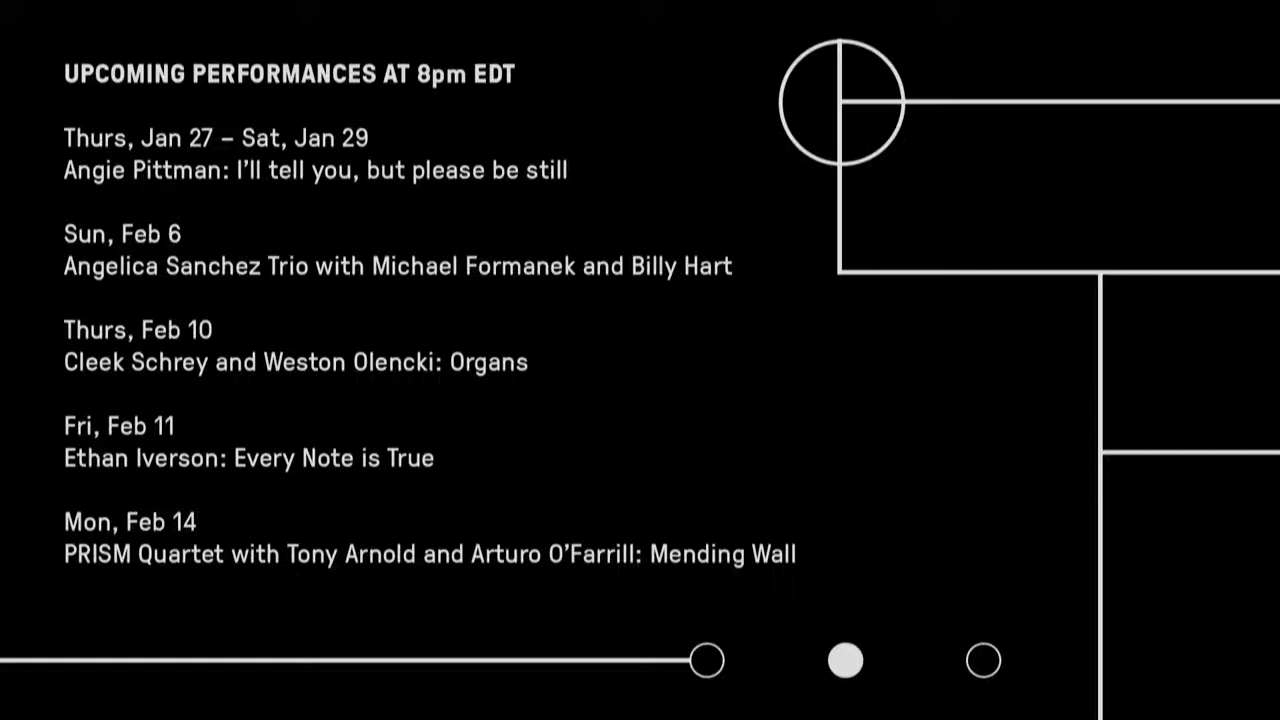 UPCOMING PERFORMANCES AT 8pm EDT
Thurs, Jan 27 – Sat, Jan 29
Angie Pittman: I’ll tell you, but please be still
Sun, Feb 6
Angelica Sanchez Trio with Michael Formanek and Billy Hart
Thurs, Feb 10
Cleek Schrey and Weston Olencki: Organs
Fri, Feb 11
Ethan Iverson: Every Note is True
Mon, Feb 14
PRISM Quartet with Tony Arnold and Arturo O’Farrill: Mending Wall